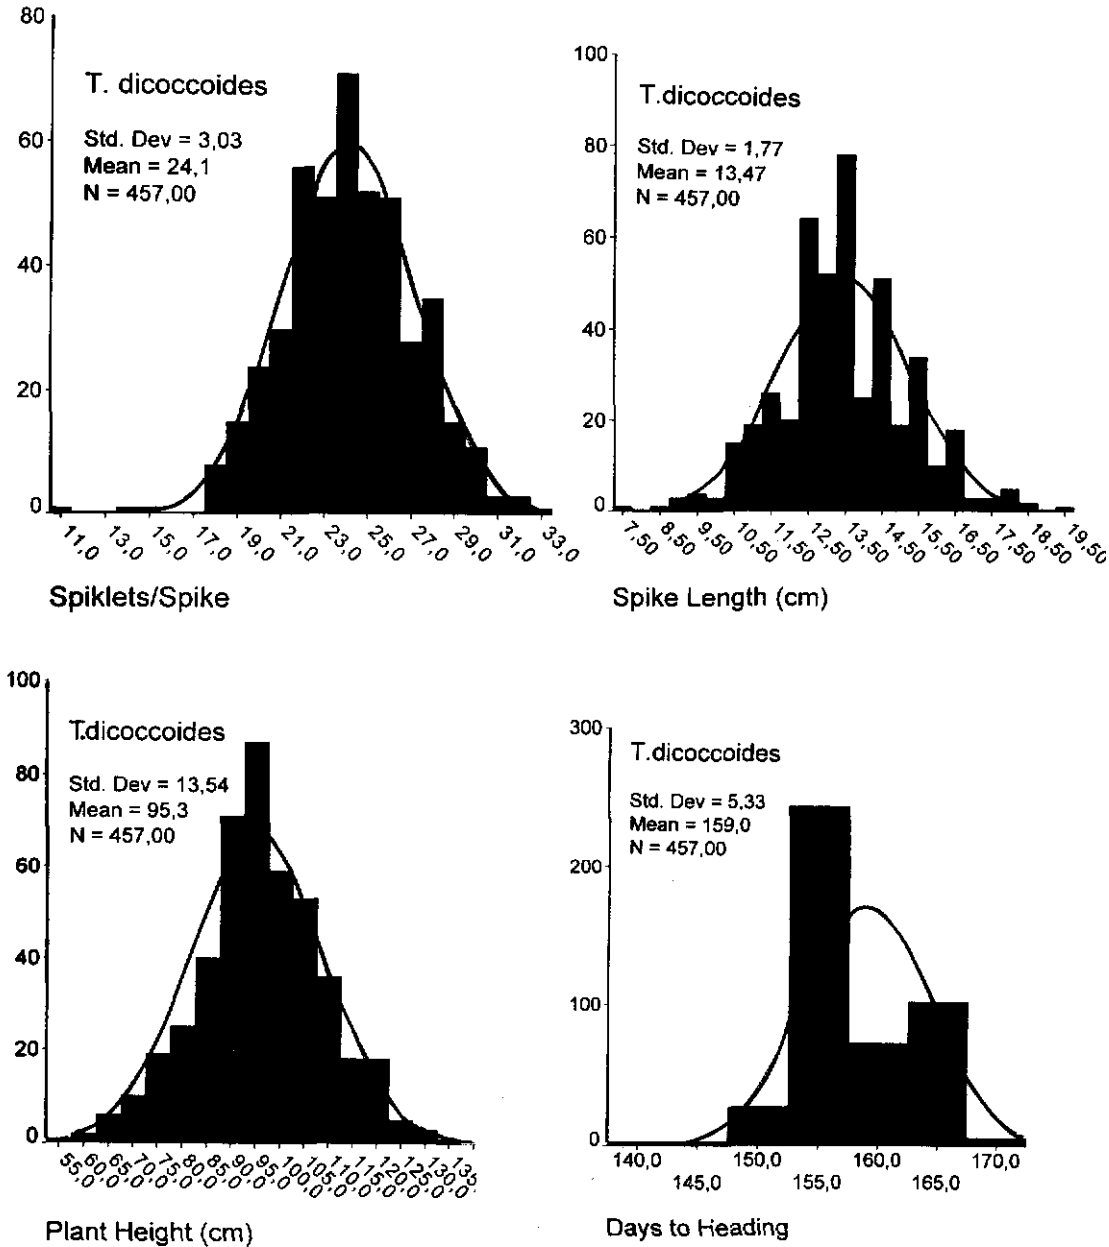 80
60
40
20
0
T. dicoccoides
Std. Dev = 3,03
Mean = 24,1
N = 457,00
11,0 13,0 15,0 17,0 19,0 21,0 23,0 25,0 27,0 29,0 31,0 33,0
Spiklets/Spike
100
80
60
40
20
0
T.dicoccoides
Std. Dev = 1,77
Mean = 13,47
N = 457,00
7,50 8,50 9,50 10,50 11,50 12,50 13,50 14,50 15,50 16,50 17,50 18,50 19,50
Spike Length (cm)
100
80
60
40
20
0
T.dicoccoides
Std. Dev = 13,54
Mean = 95,3
N = 457,00
55,0 60,0 65,0 70,0 75,0 80,0 85,0 90,0 95,0 100,0 105,0 110,0 115,0 120,0 125,0 130,0 135,
Plant Height (cm)
300
200
100
0
T.dicoccoides
Std. Dev = 5,33
Mean = 159,0
N = 457,00
140,0 150,0 160,0 170,0
145,0 155,0 165,0
Days to Heading